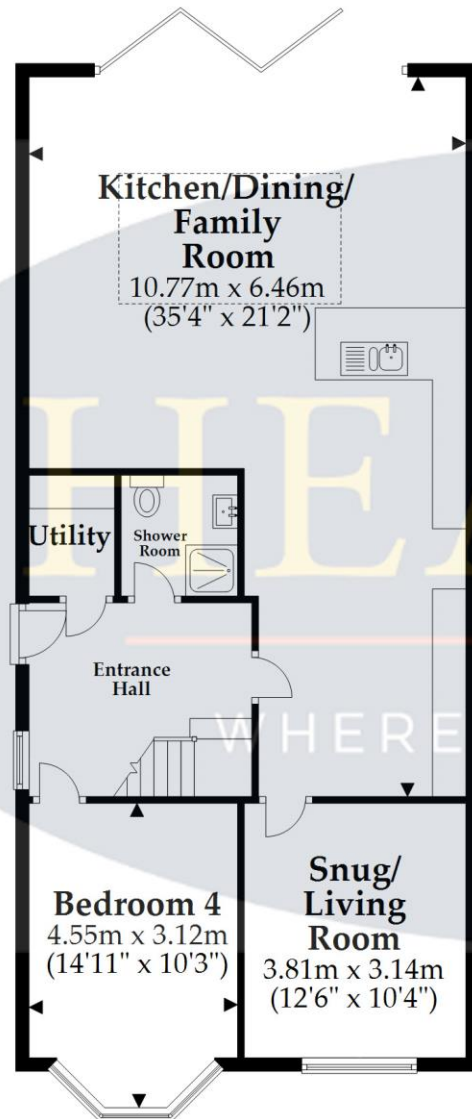 Kitchen/Dining/
Family
Room
10.77m x 6.46m
(35'4" x 21'2")
Utility
Shower
Room
Entrance
Hall
Bedroom 4
4.55m x 3.12m
(14'11" x 10'3")
Snug/
Living
Room
3.81m x 3.14m
(12'6" x 10'4")
HEA
WHERE